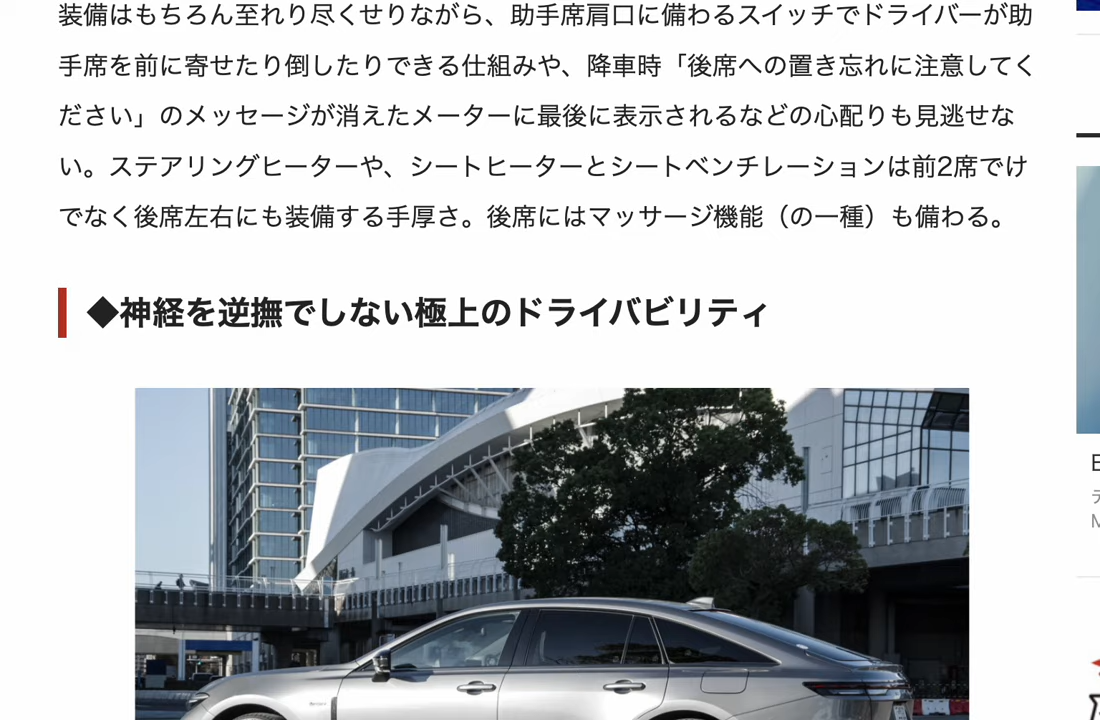 装備はもちろん至れり尽くせりながら、助手席肩口に備わるスイッチでドライバーが助
手席を前に寄せたり倒したりできる仕組みや、降車時「後席への置き忘れに注意してく
ださい」のメッセージが消えたメーターに最後に表示されるなどの心配りも見逃せな
い。ステアリングヒーターや、シートヒーターとシートベンチレーションは前2席でけ
でなく後席左右にも装備する手厚さ。後席にはマッサージ機能（の一種）も備わる。
◆神経を逆撫でしない極上のドライバビリティ